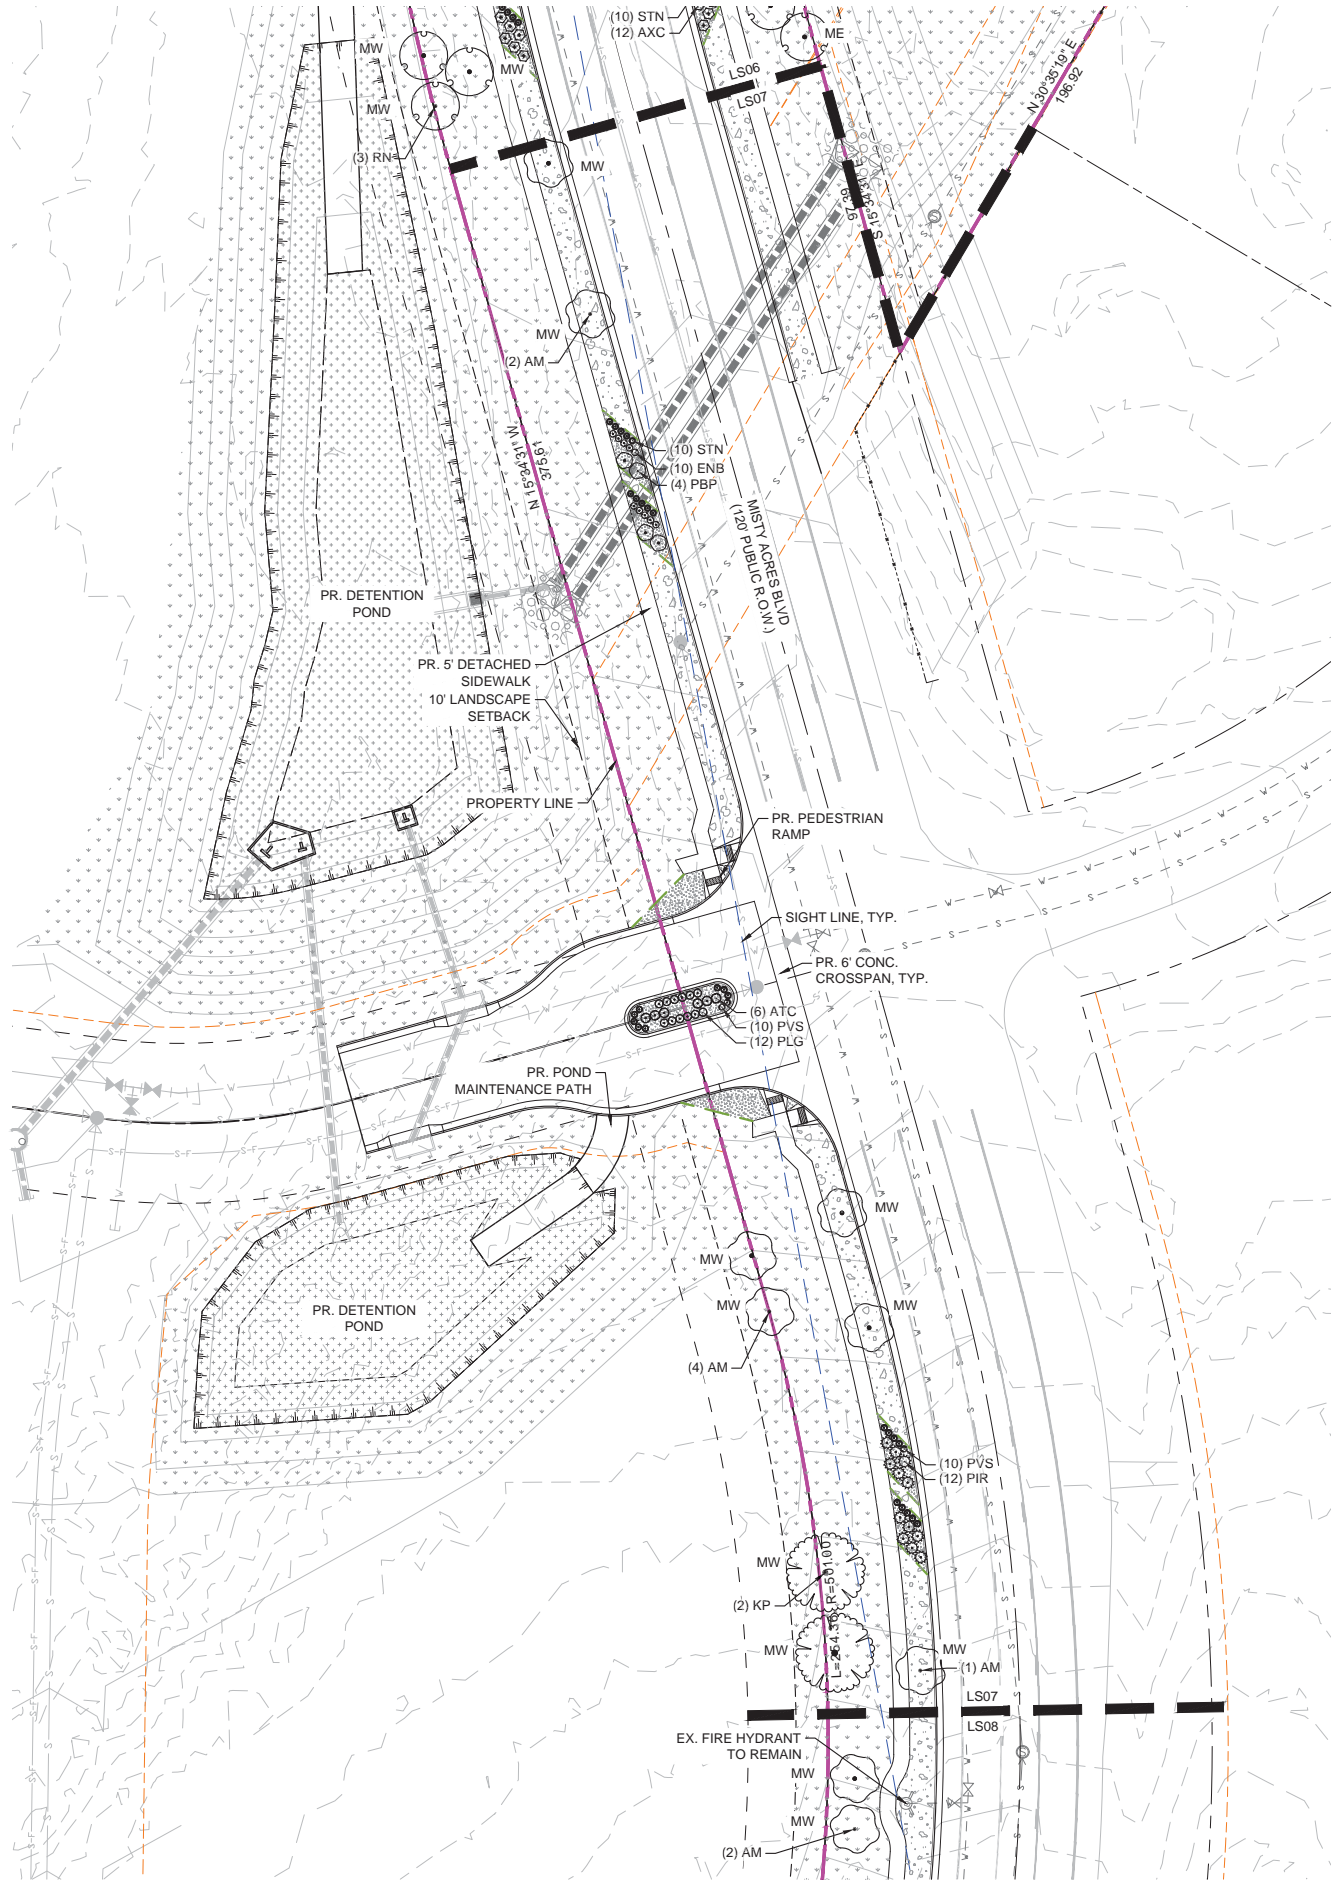 (10) STN
(12) AXC
ME
MW
MW
MW
(3) RN
LS06
LS07
N 30°35'19" E
196.92
MW
S 15°34'31" E
97.39
MW
(2) AM
N 15°34'31" W
375.61
(10) STN
(10) ENB
(4) PBP
MISTY ACRES BLVD
(120' PUBLIC R.O.W.)
PR. DETENTION
POND
PR. 5' DETACHED
SIDEWALK
10' LANDSCAPE
SETBACK
PROPERTY LINE
PR. PEDESTRIAN
RAMP
SIGHT LINE, TYP.
PR. 6' CONC.
CROSSPAN, TYP.
(6) ATC
(10) PVS
(12) PLG
PR. POND
MAINTENANCE PATH
MW
MW
MW
MW
(4) AM
PR. DETENTION
POND
(10) PVS
(12) PIR
MW
(2) KP
MW
MW
(1) AM
LS07
LS08
EX. FIRE HYDRANT
TO REMAIN
MW
MW
(2) AM